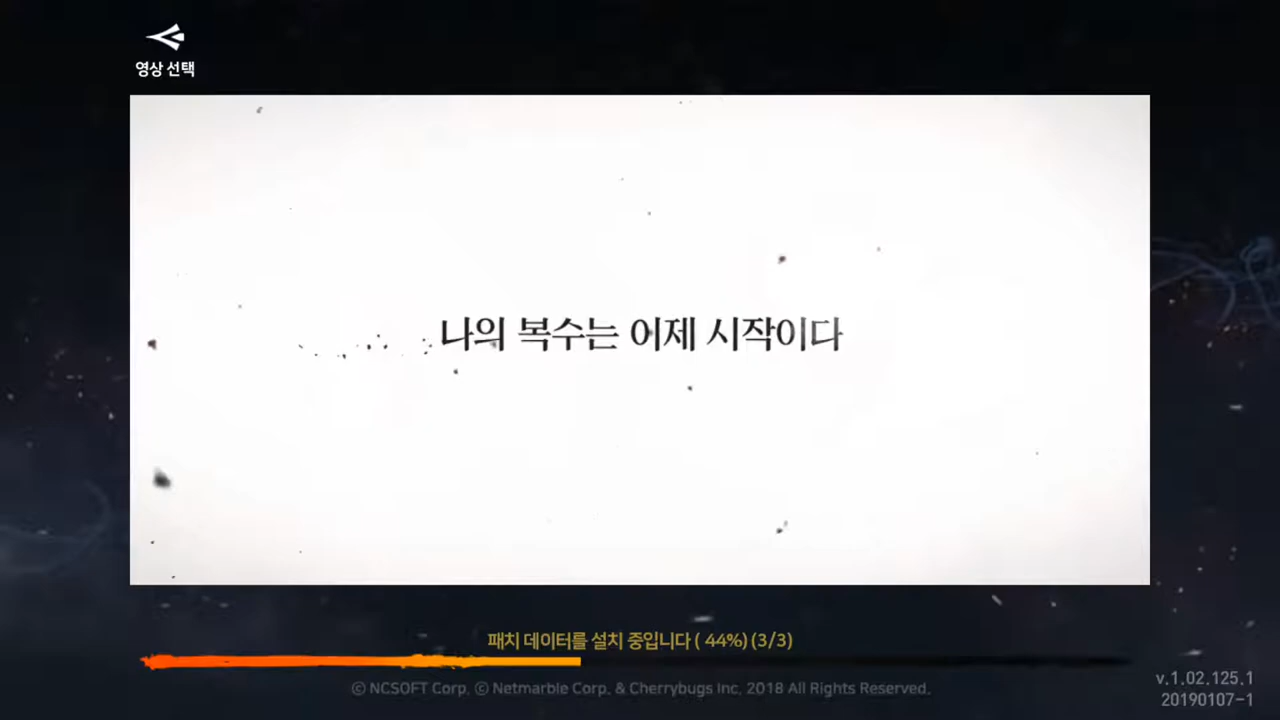 영상 선택
나의 복수는 이제 시작이다
패치 데이터를 설치 중입니다 ( 44%) (3/3)
ⓒ NCSOFT Corp. ⓒ Netmarble Corp. & Cherrybugs Inc. 2018 All Rights Reserved.
v.1.02.125.1
20190107-1